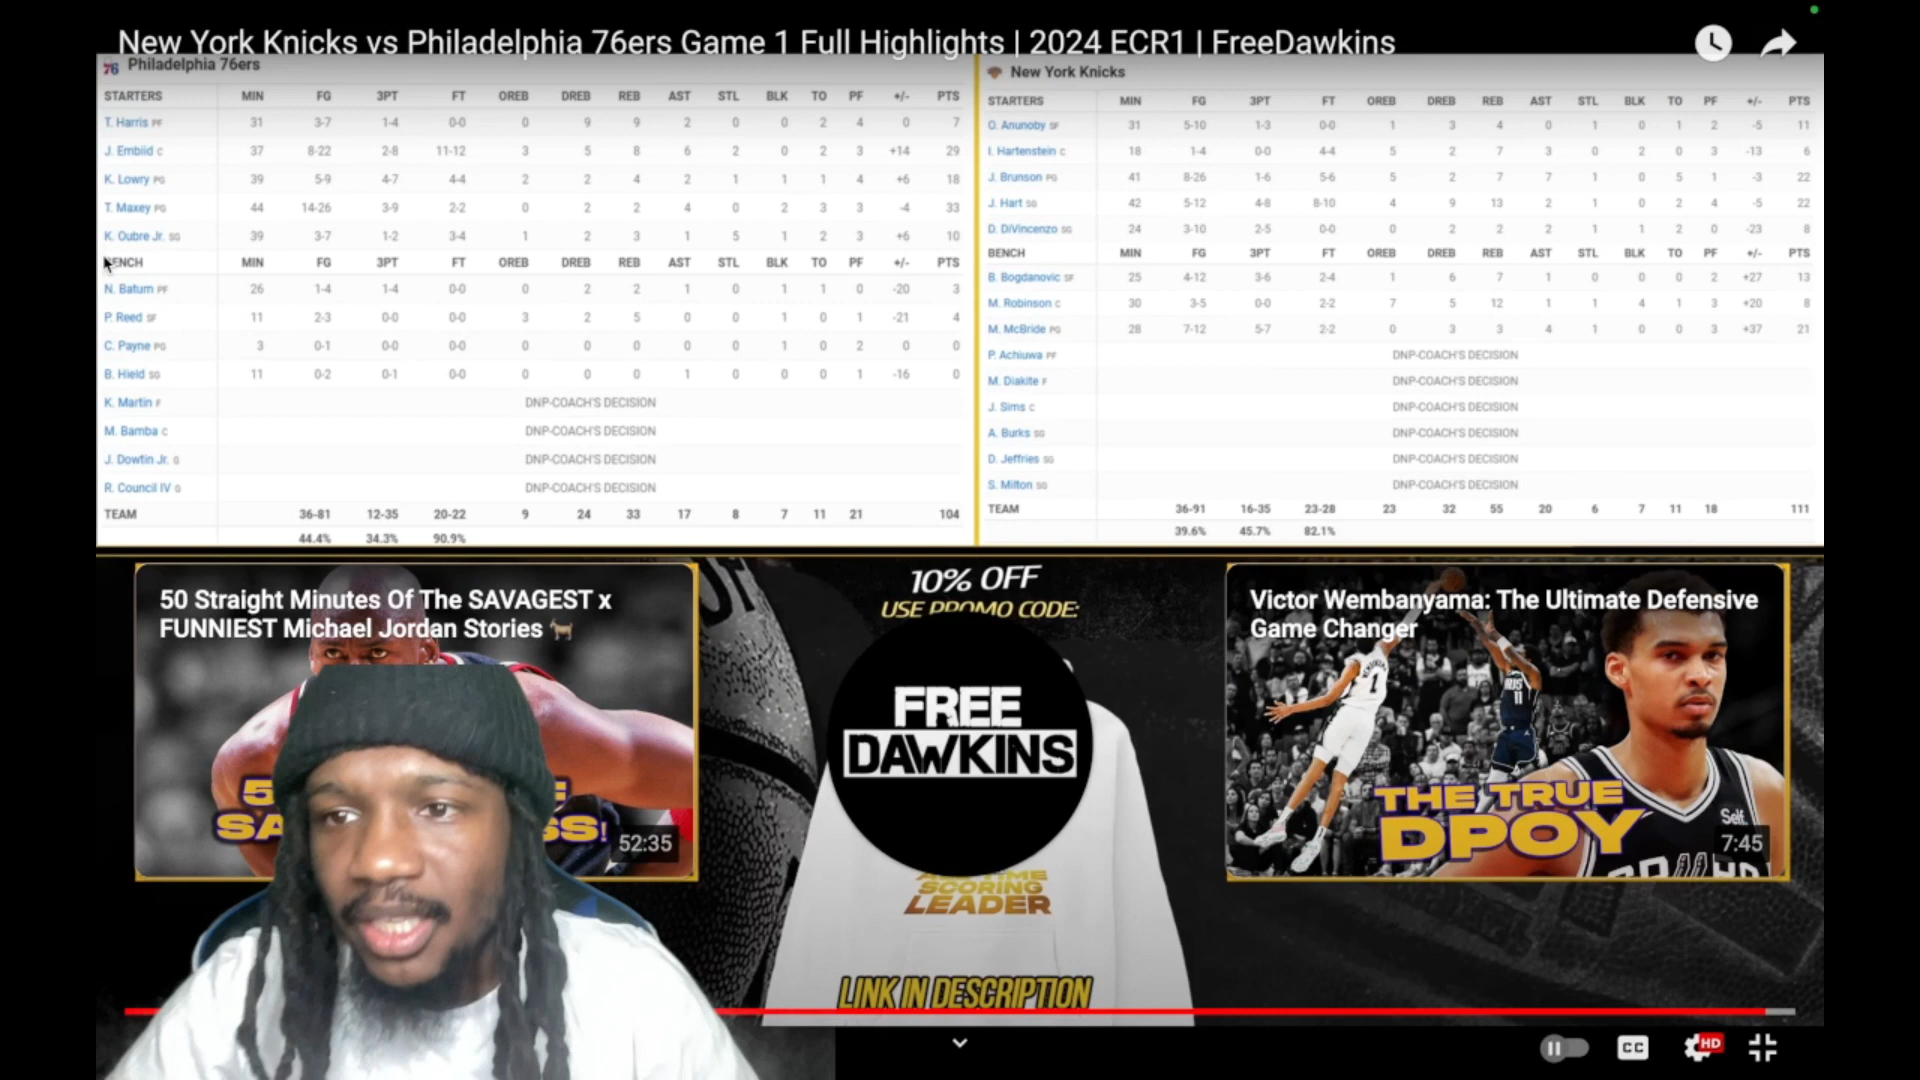 New York Knicks vs Philadelphia 76ers Game 1 Full Highlights | 2024 ECR1 | FreeDawkins
76 Philadelphia 76ers
STARTERS MIN FG 3PT FT OREB DREB REB AST STL BLK TO PF +/- PTS
T. Harris PF 31 3-7 1-4 0-0 0 9 9 2 0 0 2 4 0 7
J. Embiid C 37 8-22 2-8 11-12 3 5 8 6 2 0 2 3 +14 29
K. Lowry PG 39 5-9 4-7 4-4 2 2 4 2 1 1 1 4 +6 18
T. Maxey PG 44 14-26 3-9 2-2 0 2 2 4 0 2 3 3 -4 33
K. Oubre Jr. SG 39 3-7 1-2 3-4 1 2 3 1 5 1 2 3 +6 10
BENCH MIN FG 3PT FT OREB DREB REB AST STL BLK TO PF +/- PTS
N. Batum PF 26 1-4 1-4 0-0 0 2 2 1 0 1 1 0 -20 3
P. Reed SF 11 2-3 0-0 0-0 3 2 5 0 0 1 0 1 -21 4
C. Payne PG 3 0-1 0-0 0-0 0 0 0 0 0 1 0 2 0 0
B. Hield SG 11 0-2 0-1 0-0 0 0 0 1 0 0 0 1 -16 0
K. Martin F DNP-COACH'S DECISION
M. Bamba C DNP-COACH'S DECISION
J. Dowtin Jr. G DNP-COACH'S DECISION
R. Council IV G DNP-COACH'S DECISION
TEAM 36-81 12-35 20-22 9 24 33 17 8 7 11 21 104
44.4% 34.3% 90.9%
New York Knicks
STARTERS MIN FG 3PT FT OREB DREB REB AST STL BLK TO PF +/- PTS
O. Anunoby SF 31 5-10 1-3 0-0 1 3 4 0 1 0 1 2 -5 11
I. Hartenstein C 18 1-4 0-0 4-4 5 2 7 3 0 2 0 3 -13 6
J. Brunson PG 41 8-26 1-6 5-6 5 2 7 7 1 0 5 1 -3 22
J. Hart SG 42 5-12 4-8 8-10 4 9 13 2 1 0 2 4 -5 22
D. DiVincenzo SG 24 3-10 2-5 0-0 0 2 2 2 1 1 2 0 -23 8
BENCH MIN FG 3PT FT OREB DREB REB AST STL BLK TO PF +/- PTS
B. Bogdanovic SF 25 4-12 3-6 2-4 1 6 7 1 0 0 0 2 +27 13
M. Robinson C 30 3-5 0-0 2-2 7 5 12 1 1 4 1 3 +20 8
M. McBride PG 28 7-12 5-7 2-2 0 3 3 4 1 0 0 3 +37 21
P. Achiuwa PF DNP-COACH'S DECISION
M. Diakite F DNP-COACH'S DECISION
J. Sims C DNP-COACH'S DECISION
A. Burks SG DNP-COACH'S DECISION
D. Jeffries SG DNP-COACH'S DECISION
S. Milton SG DNP-COACH'S DECISION
TEAM 36-91 16-35 23-28 23 32 55 20 6 7 11 18 111
39.6% 45.7% 82.1%
50 Straight Minutes Of The SAVAGEST x
FUNNIEST Michael Jordan Stories
52:35
10% OFF
USE PROMO CODE:
FREE
DAWKINS
ALL TIME
SCORING
LEADER
LINK IN DESCRIPTION
Victor Wembanyama: The Ultimate Defensive
Game Changer
11
THE TRUE
DPOY
Self
7:45
CC
HD